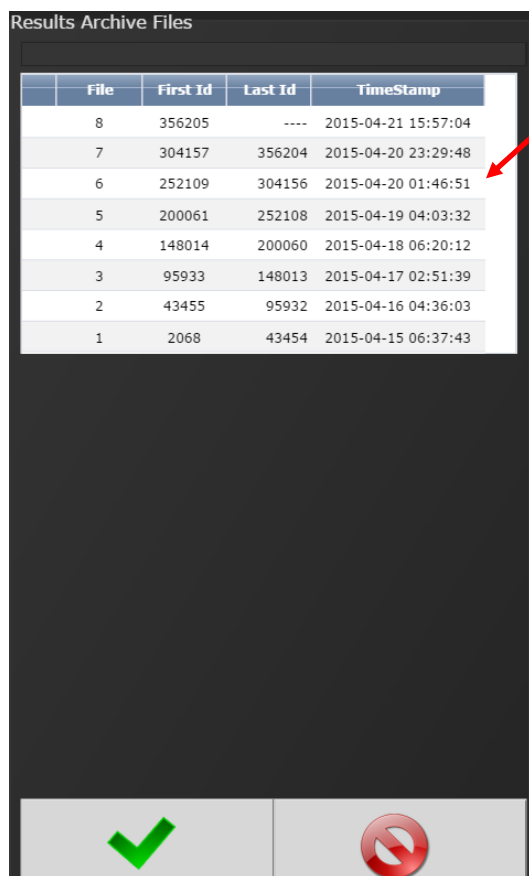 Results Archive Files
File First Id Last Id TimeStamp
8 356205 ---- 2015-04-21 15:57:04
7 304157 356204 2015-04-20 23:29:48
6 252109 304156 2015-04-20 01:46:51
5 200061 252108 2015-04-19 04:03:32
4 148014 200060 2015-04-18 06:20:12
3 95933 148013 2015-04-17 02:51:39
2 43455 95932 2015-04-16 04:36:03
1 2068 43454 2015-04-15 06:37:43